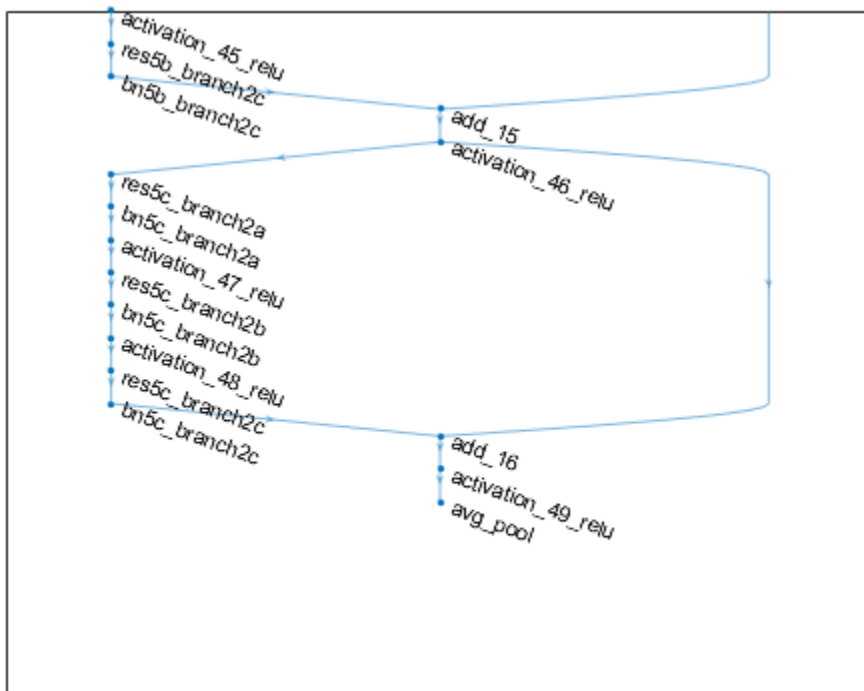 activation_45_relu
res5b_branch2c
bn5b_branch2c
add_15
activation_46_relu
res5c_branch2a
bn5c_branch2a
activation_47_relu
res5c_branch2b
bn5c_branch2b
activation_48_relu
res5c_branch2c
bn5c_branch2c
add_16
activation_49_relu
avg_pool